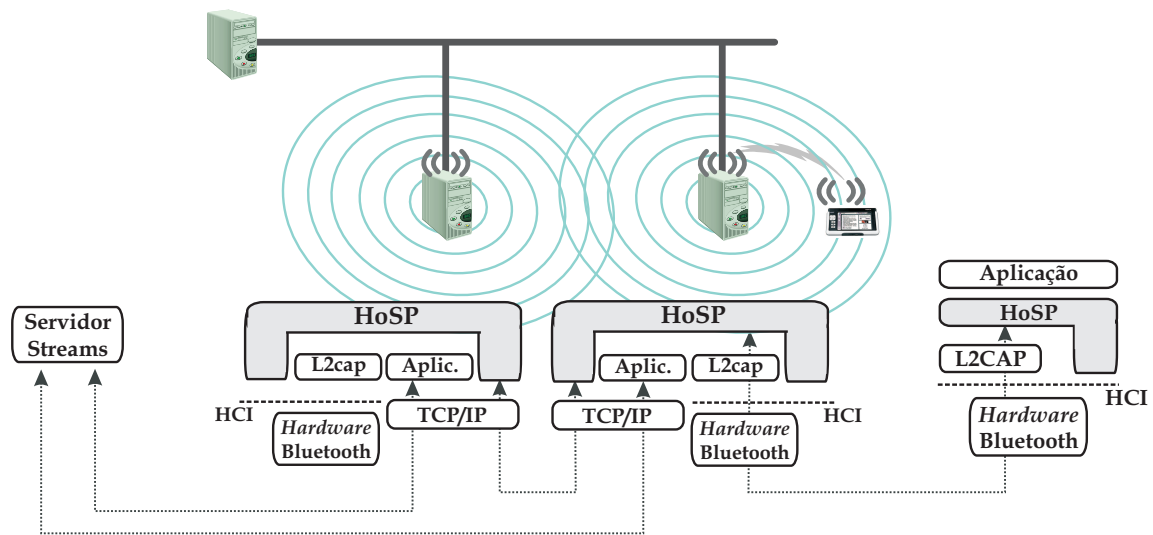 Aplicação
Servidor
Streams
HoSP
HoSP
HoSP
L2cap
Aplic.
Aplic.
L2cap
L2CAP
HCI
TCP/IP
TCP/IP
HCI
HCI
Hardware
Bluetooth
Hardware
Bluetooth
Hardware
Bluetooth